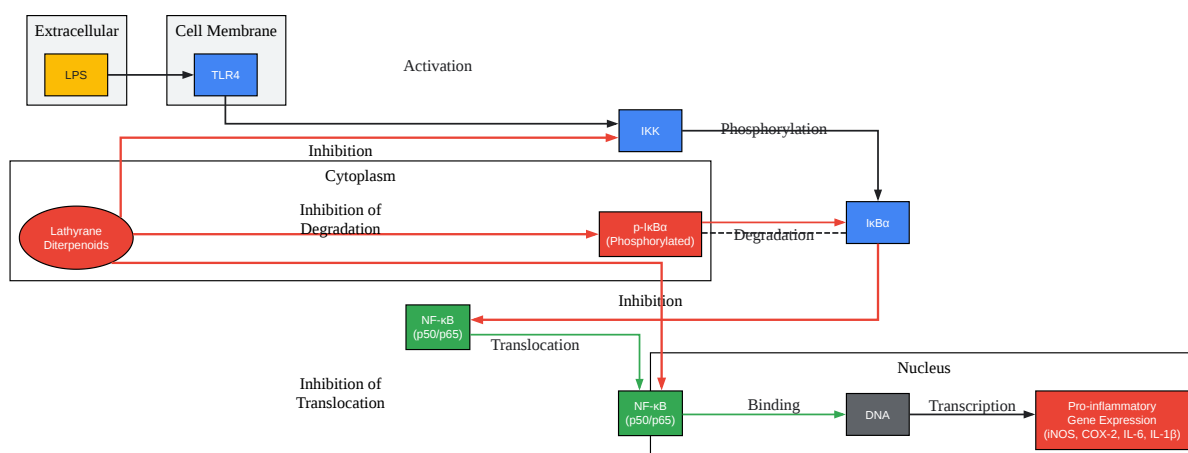 Extracellular
Cell Membrane
LPS
TLR4
Activation
IKK
Phosphorylation
Inhibition
Cytoplasm
Lathyrane
Diterpenoids
Inhibition of
Degradation
p-IκBα
(Phosphorylated)
Degradation
IκBα
Inhibition
NF-κB
(p50/p65)
Translocation
Nucleus
Inhibition of
Translocation
NF-κB
(p50/p65)
Binding
DNA
Transcription
Pro-inflammatory
Gene Expression
(iNOS, COX-2, IL-6, IL-1β)